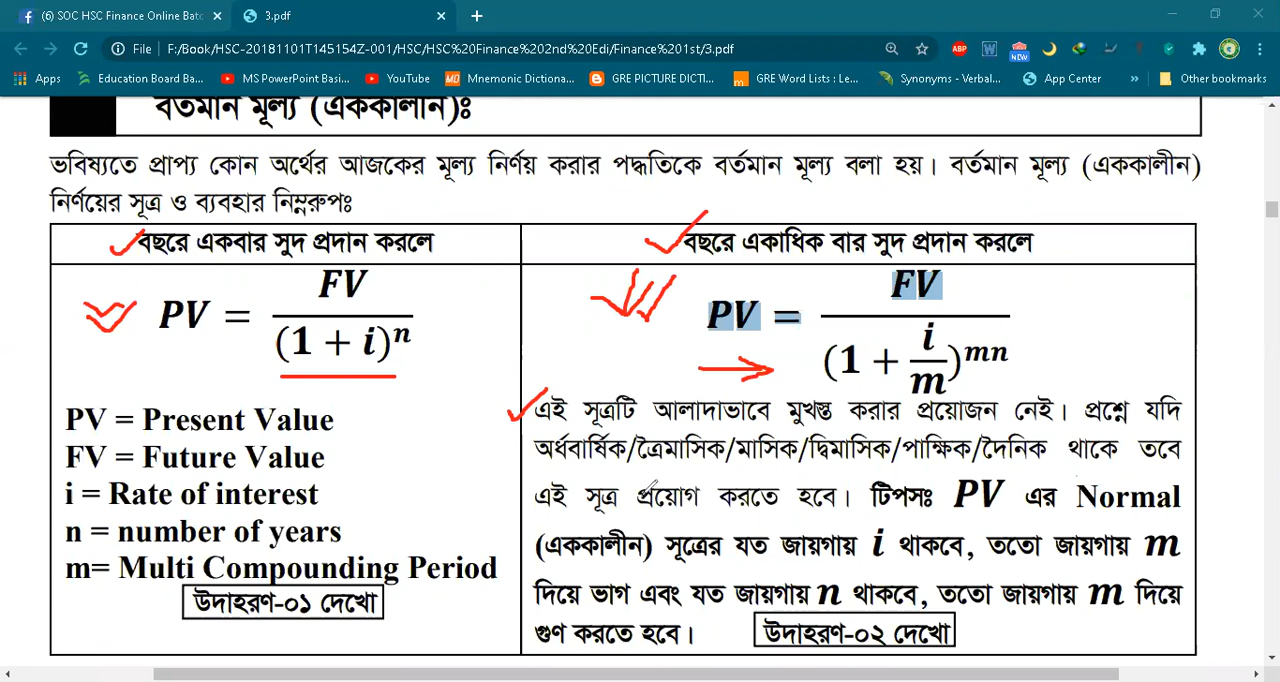 (6) SOC HSC Finance Online Batc
3.pdf
File F:/Book/HSC-20181101T145154Z-001/HSC/HSC%20Finance%202nd%20Edi/Finance%201st/3.pdf
ABP
NEW
Apps Education Board Ba... MS PowerPoint Basi... YouTube Mnemonic Dictiona... GRE PICTURE DICTI... GRE Word Lists : Le... Synonyms - Verbal... App Center » Other bookmarks
বর্তমান মূল্য (এককালীন)ঃ
ভবিষ্যতে প্রাপ্য কোন অর্থের আজকের মূল্য নির্ণয় করার পদ্ধতিকে বর্তমান মূল্য বলা হয়। বর্তমান মূল্য (এককালীন)
নির্ণয়ের সূত্র ও ব্যবহার নিম্নরুপঃ
বছরে একবার সুদ প্রদান করলে
PV = FV / (1 + i)^n
PV = Present Value
FV = Future Value
i = Rate of interest
n = number of years
m= Multi Compounding Period
উদাহরণ-০১ দেখো
বছরে একাধিক বার সুদ প্রদান করলে
PV = FV / (1 + i/m)^mn
এই সূত্রটি আলাদাভাবে মুখস্ত করার প্রয়োজন নেই। প্রশ্নে যদি
অর্ধবার্ষিক/ত্রৈমাসিক/মাসিক/দ্বিমাসিক/পাক্ষিক/দৈনিক থাকে তবে
এই সূত্র প্রয়োগ করতে হবে। টিপসঃ PV এর Normal
(এককালীন) সূত্রের যত জায়গায় i থাকবে, ততো জায়গায় m
দিয়ে ভাগ এবং যত জায়গায় n থাকবে, ততো জায়গায় m দিয়ে
গুণ করতে হবে।
উদাহরণ-০২ দেখো